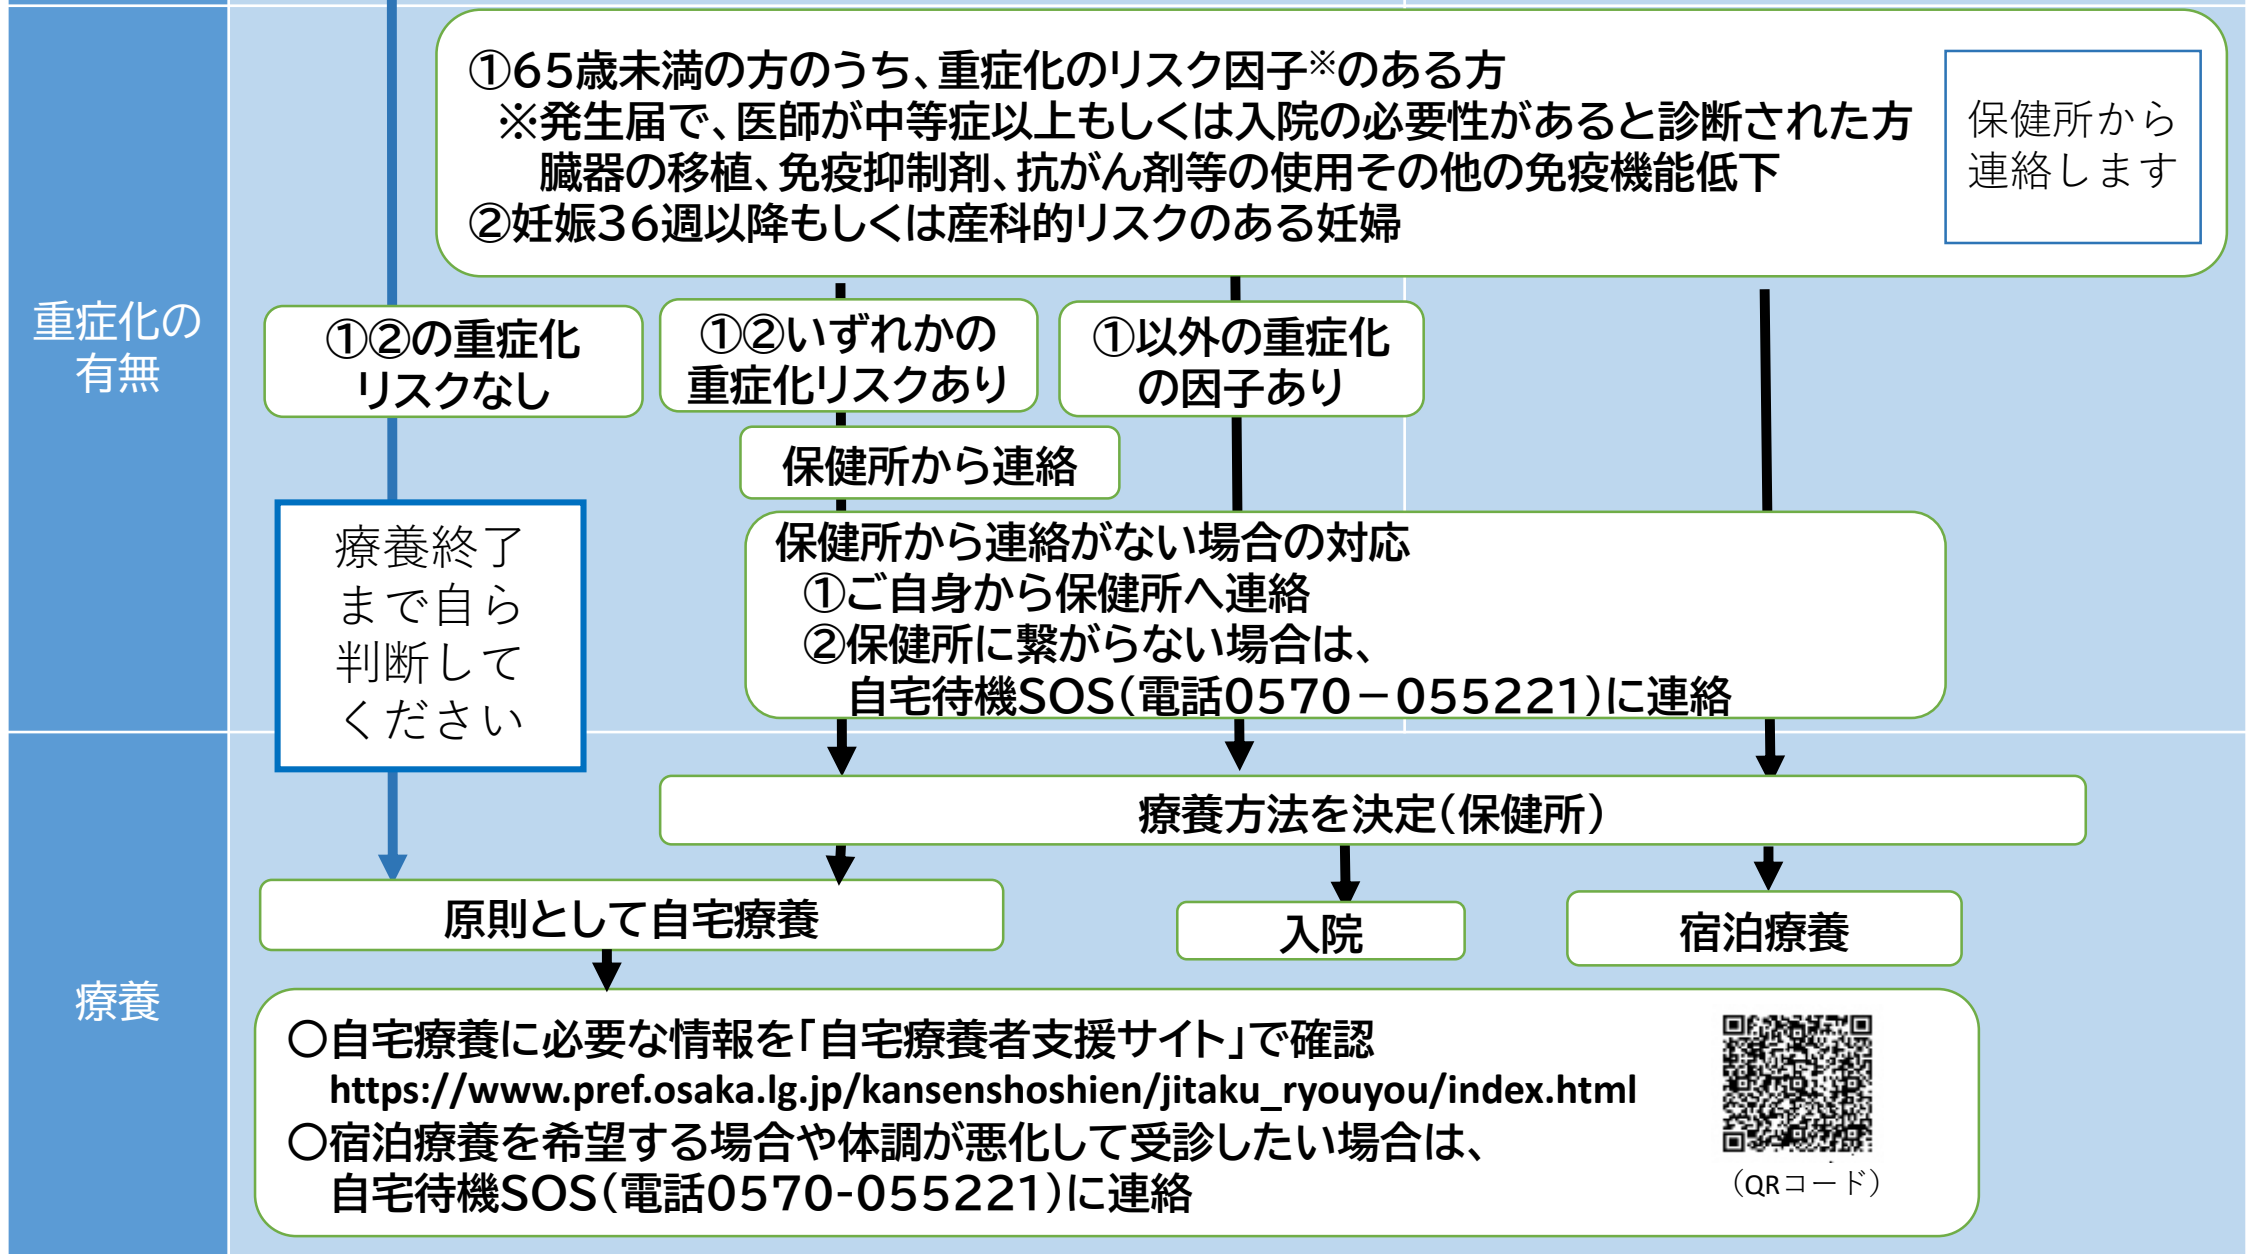 ①65歳未満の方のうち、重症化のリスク因子※のある方
※発生届で、医師が中等症以上もしくは入院の必要性があると診断された方
臓器の移植、免疫抑制剤、抗がん剤等の使用その他の免疫機能低下
②妊娠36週以降もしくは産科的リスクのある妊婦
保健所から
連絡します
重症化の
有無
①②の重症化
リスクなし
①②いずれかの
重症化リスクあり
①以外の重症化
の因子あり
保健所から連絡
療養終了
まで自ら
判断して
ください
保健所から連絡がない場合の対応
①ご自身から保健所へ連絡
②保健所に繋がらない場合は、
自宅待機SOS(電話0570－055221)に連絡
療養方法を決定(保健所)
原則として自宅療養
入院
宿泊療養
療養
〇自宅療養に必要な情報を「自宅療養者支援サイト」で確認
https://www.pref.osaka.lg.jp/kansenshoshien/jitaku_ryouyou/index.html
〇宿泊療養を希望する場合や体調が悪化して受診したい場合は、
自宅待機SOS(電話0570-055221)に連絡
（QRコード）